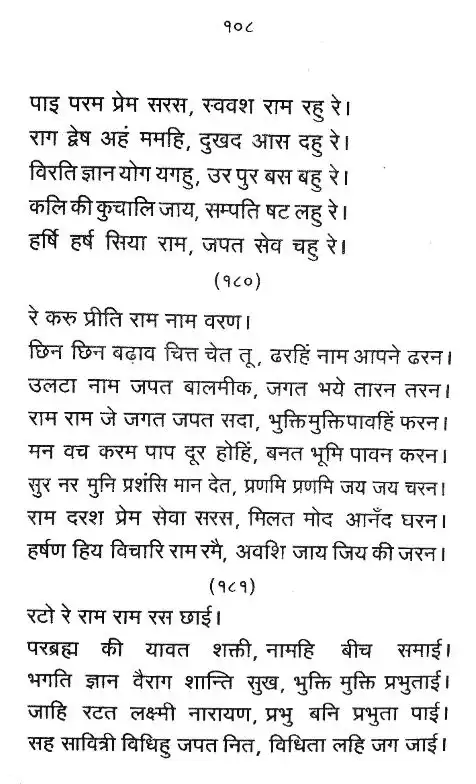 १०८
पाइ परम प्रेम सरस, स्ववश राम रहु रे।
राग द्वेष अहं ममहि, दुखद आस दहु रे।
विरति ज्ञान योग यगहु, उर पुर बस बहु रे।
कलि की कुचालि जाय, सम्पति षट लहु रे।
हर्षि हर्ष सिया राम, जपत सेव चहु रे।
(१८०)
रे करु प्रीति राम नाम वरण।
छिन छिन बढ़ाव चित्त चेत तू, ढरहिं नाम आपने ढरन।
उलटा नाम जपत बालमीक, जगत भये तारन तरन।
राम राम जे जगत जपत सदा, भुक्ति मुक्ति पावहिं फरन।
मन वच करम पाप दूर होहिं, बनत भूमि पावन करन।
सुर नर मुनि प्रशंसि मान देत, प्रणमि प्रणमि जय जय चरन।
राम दरश प्रेम सेवा सरस, मिलत मोद आनँद घरन।
हर्षण हिय विचारि राम रमै, अवशि जाय जिय की जरन।
(१८१)
रटो रे राम राम रस छाई।
परब्रह्म की यावत शक्ती, नामहि बीच समाई।
भगति ज्ञान वैराग शान्ति सुख, भुक्ति मुक्ति प्रभुताई।
जाहि रटत लक्ष्मी नारायण, प्रभु बनि प्रभुता पाई।
सह सावित्री विधिहु जपत नित, विधिता लहि जग जाई।